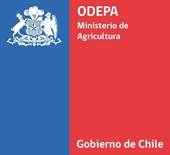 ODEPA
Ministerio de
Agricultura
Gobierno de Chile